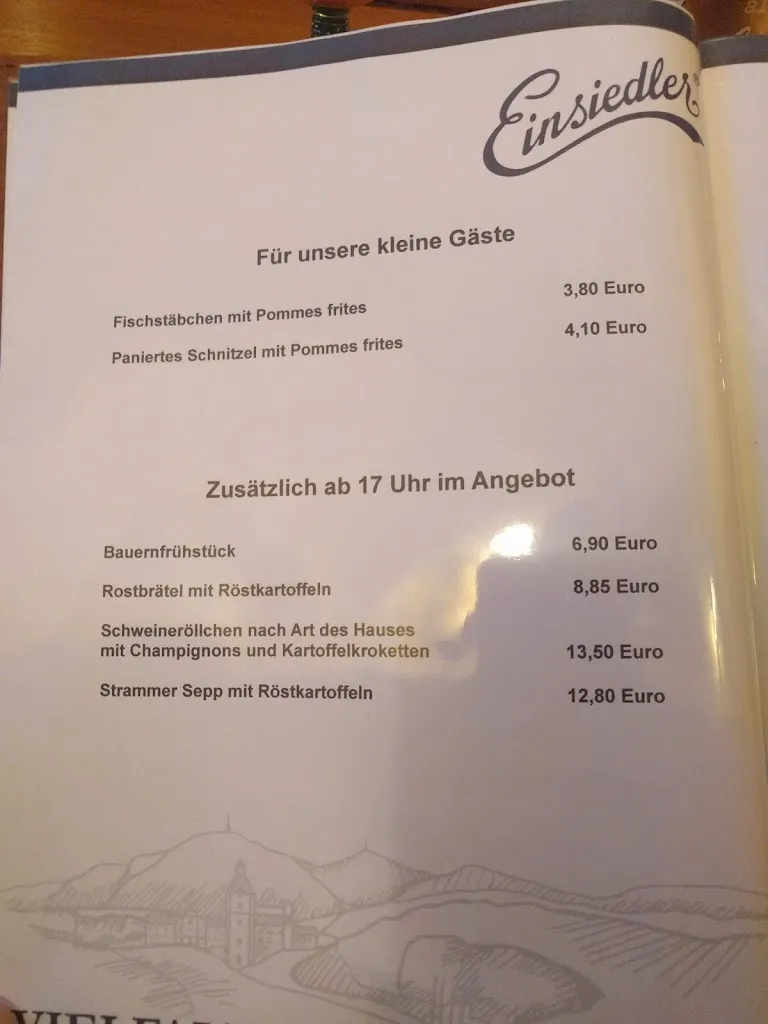 Einsiedler®
Für unsere kleine Gäste
Fischstäbchen mit Pommes frites 3,80 Euro
Paniertes Schnitzel mit Pommes frites 4,10 Euro
Zusätzlich ab 17 Uhr im Angebot
Bauernfrühstück 6,90 Euro
Rostbrätel mit Röstkartoffeln 8,85 Euro
Schweineröllchen nach Art des Hauses
mit Champignons und Kartoffelkroketten 13,50 Euro
Strammer Sepp mit Röstkartoffeln 12,80 Euro